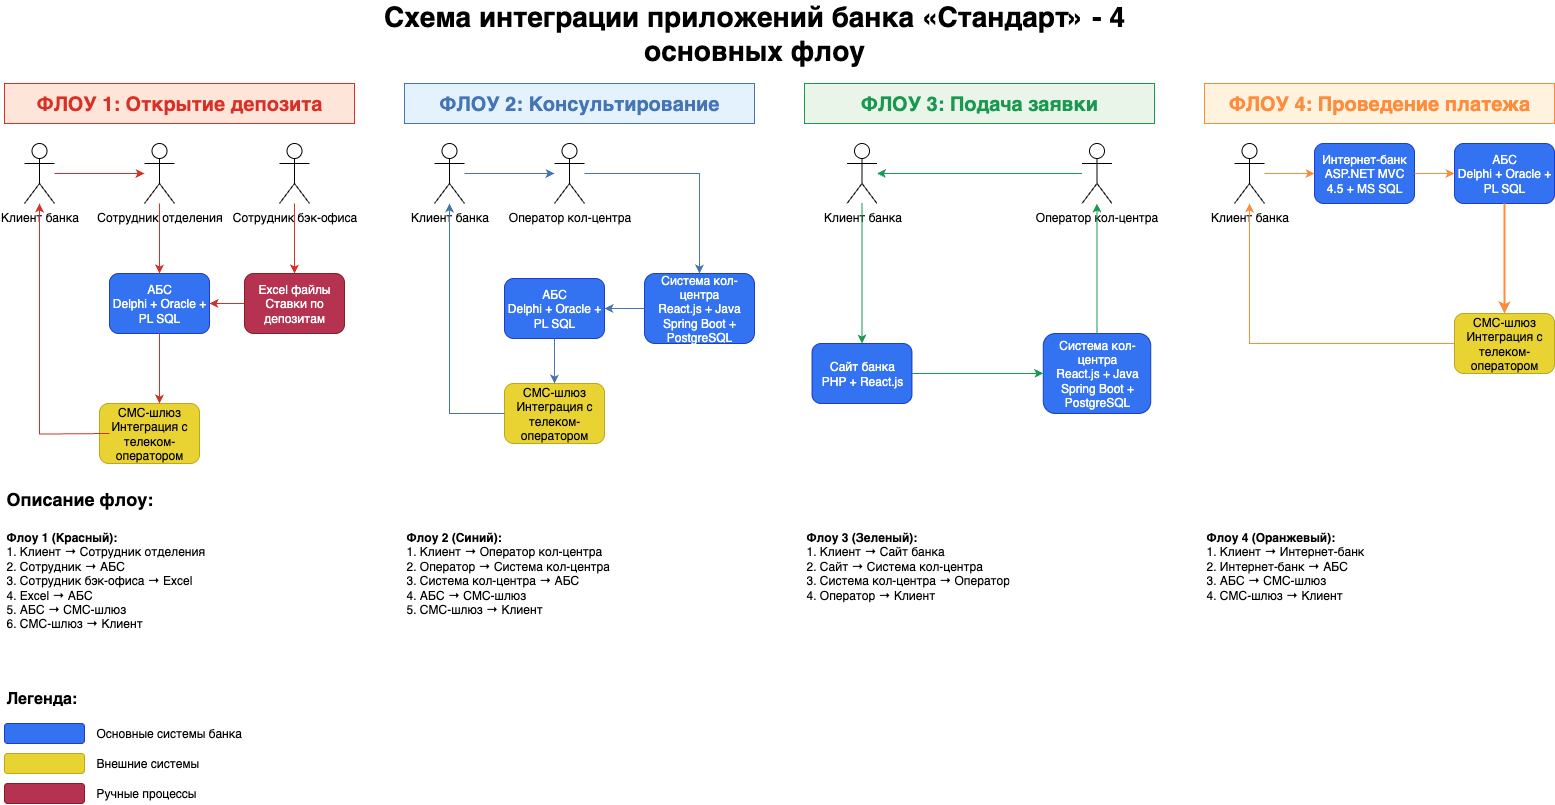 Схема интеграции приложений банка «Стандарт» - 4
основных флоу
ФЛОУ 1: Открытие депозита
Клиент банка
Сотрудник отделения
Сотрудник бэк-офиса
АБС
Delphi + Oracle +
PL SQL
Excel файлы
Ставки по
депозитам
СМС-шлюз
Интеграция с
телеком-
оператором
ФЛОУ 2: Консультирование
Клиент банка
Оператор кол-центра
АБС
Delphi + Oracle +
PL SQL
Система кол-
центра
React.js + Java
Spring Boot +
PostgreSQL
СМС-шлюз
Интеграция с
телеком-
оператором
ФЛОУ 3: Подача заявки
Клиент банка
Оператор кол-центра
Сайт банка
PHP + React.js
Система кол-
центра
React.js + Java
Spring Boot +
PostgreSQL
ФЛОУ 4: Проведение платежа
Клиент банка
Интернет-банк
ASP.NET MVC
4.5 + MS SQL
АБС
Delphi + Oracle +
PL SQL
СМС-шлюз
Интеграция с
телеком-
оператором
Описание флоу:
Флоу 1 (Красный):
1. Клиент → Сотрудник отделения
2. Сотрудник → АБС
3. Сотрудник бэк-офиса → Excel
4. Excel → АБС
5. АБС → СМС-шлюз
6. СМС-шлюз → Клиент
Флоу 2 (Синий):
1. Клиент → Оператор кол-центра
2. Оператор → Система кол-центра
3. Система кол-центра → АБС
4. АБС → СМС-шлюз
5. СМС-шлюз → Клиент
Флоу 3 (Зеленый):
1. Клиент → Сайт банка
2. Сайт → Система кол-центра
3. Система кол-центра → Оператор
4. Оператор → Клиент
Флоу 4 (Оранжевый):
1. Клиент → Интернет-банк
2. Интернет-банк → АБС
3. АБС → СМС-шлюз
4. СМС-шлюз → Клиент
Легенда:
Основные системы банка
Внешние системы
Ручные процессы